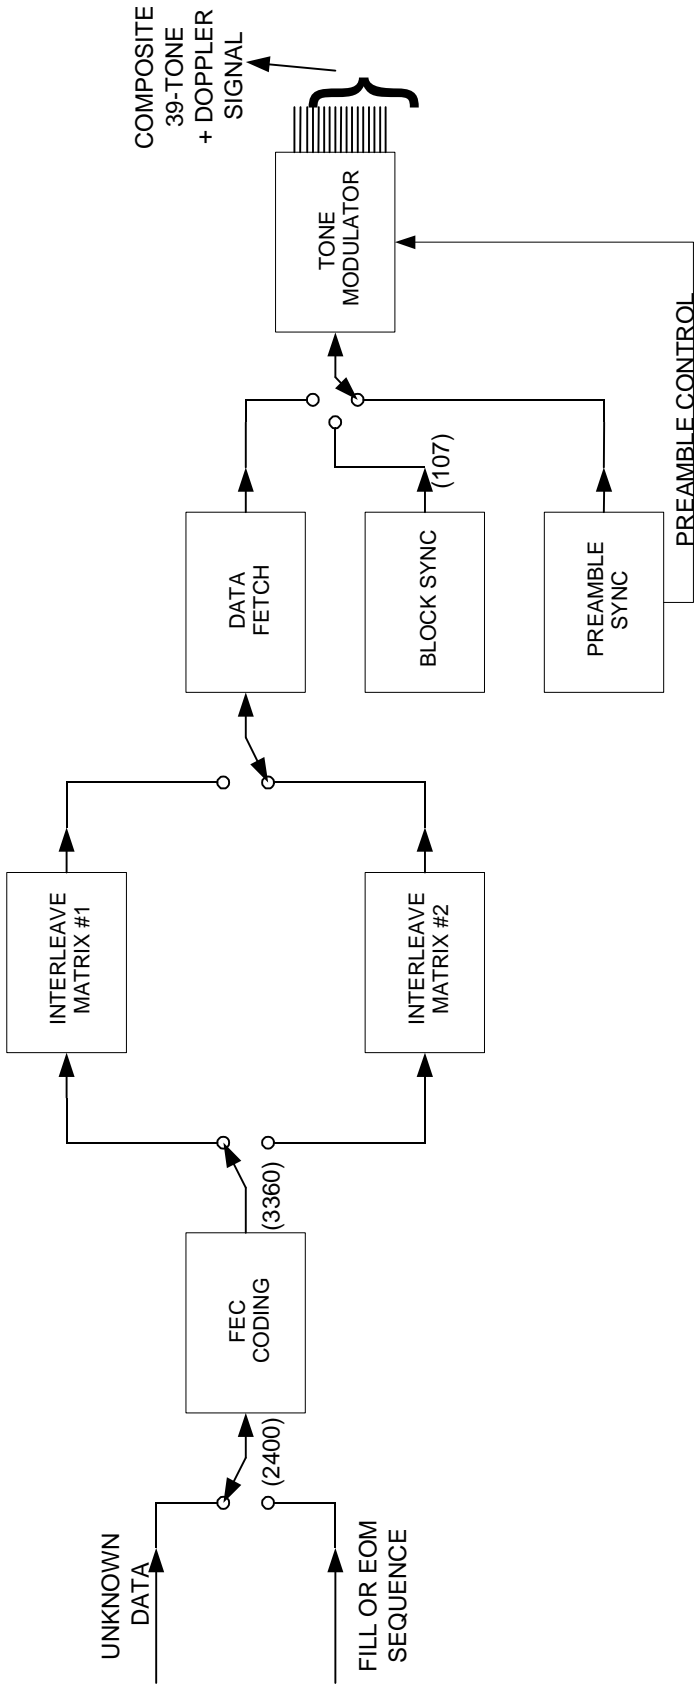 UNKNOWN
DATA
FILL OR EOM
SEQUENCE
(2400)
FEC
CODING
(3360)
INTERLEAVE
MATRIX #1
INTERLEAVE
MATRIX #2
DATA
FETCH
BLOCK SYNC
(107)
PREAMBLE
SYNC
PREAMBLE CONTROL
TONE
MODULATOR
COMPOSITE
39-TONE
+ DOPPLER
SIGNAL